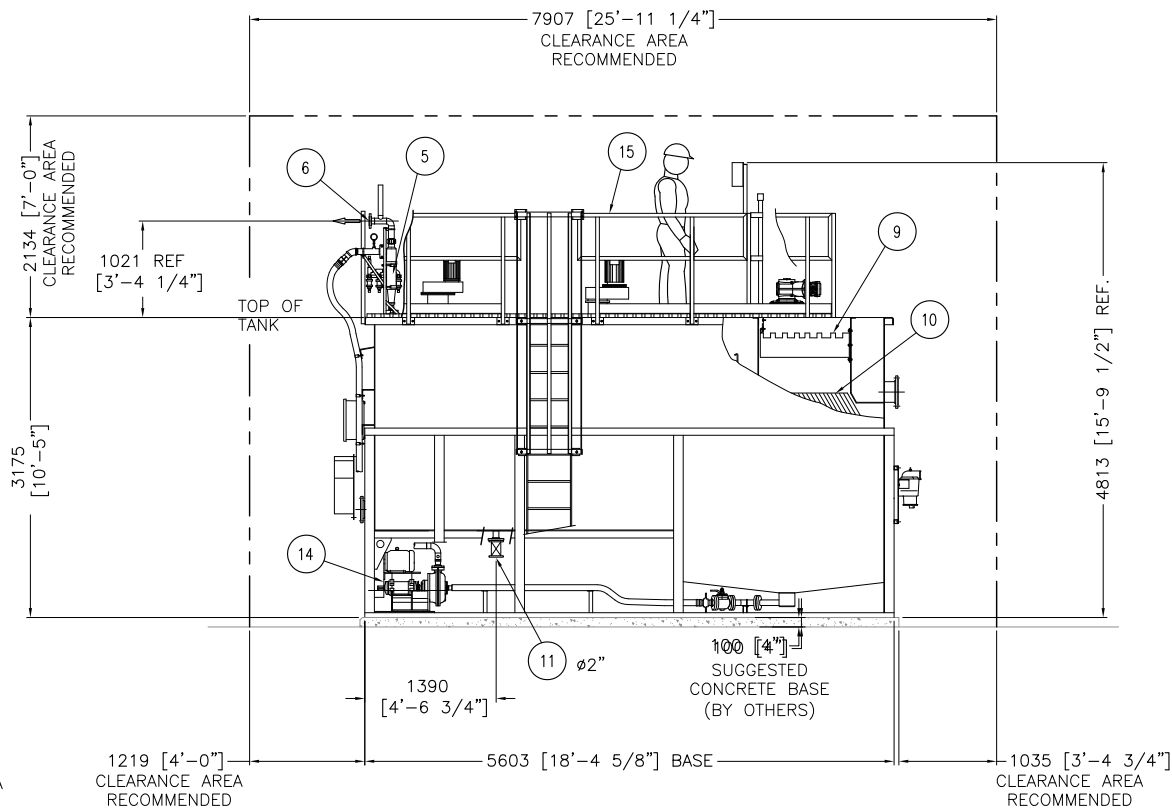 7907 [25'-11 1/4"]
CLEARANCE AREA
RECOMMENDED
2134 [7'-0"]
CLEARANCE AREA
RECOMMENDED
6
5
15
9
10
1021 REF
[3'-4 1/4"]
TOP OF
TANK
4813 [15'-9 1/2"] REF.
3175
[10'-5"]
14
11
ø2"
100 [4"]
SUGGESTED
CONCRETE BASE
(BY OTHERS)
1390
[4'-6 3/4"]
1219 [4'-0"]
CLEARANCE AREA
RECOMMENDED
5603 [18'-4 5/8"] BASE
1035 [3'-4 3/4"]
CLEARANCE AREA
RECOMMENDED